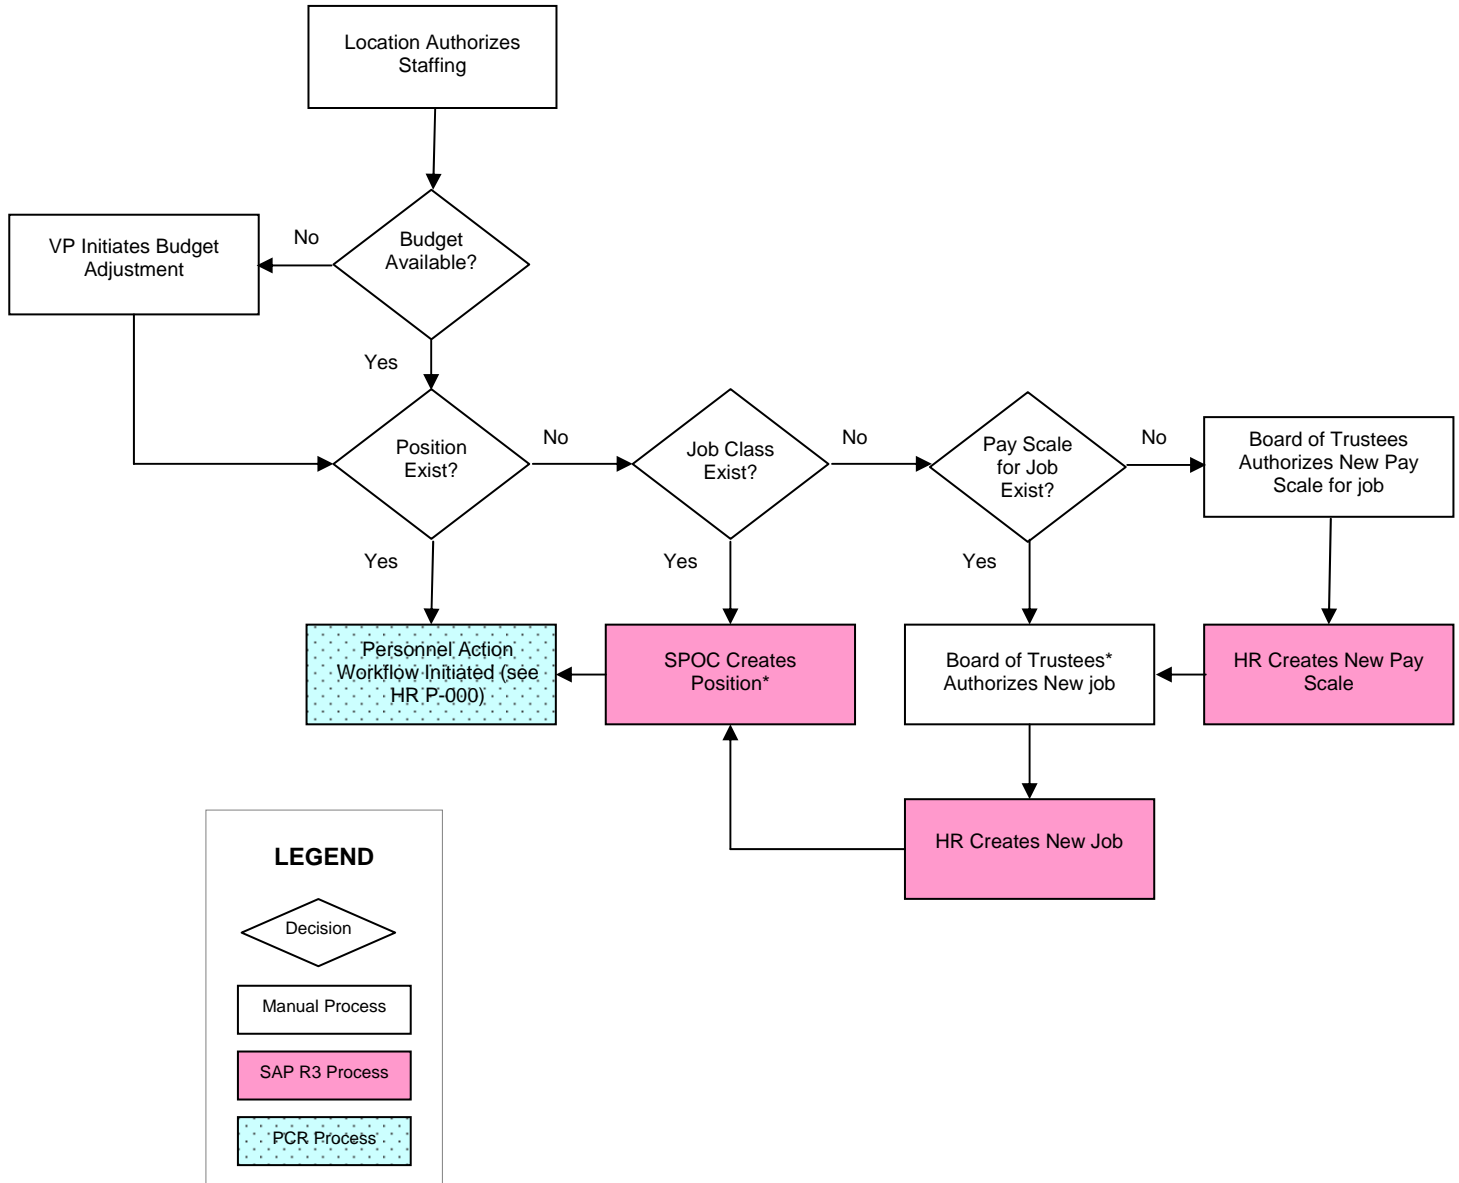 Location Authorizes
Staffing
Budget
Available?
No
VP Initiates Budget
Adjustment
Yes
Position
Exist?
No
Job Class
Exist?
No
Pay Scale
for Job
Exist?
No
Board of Trustees
Authorizes New Pay
Scale for job
Yes
Yes
Yes
Personnel Action
Workflow Initiated (see
HR P-000)
SPOC Creates
Position*
Board of Trustees*
Authorizes New job
HR Creates New Pay
Scale
HR Creates New Job
LEGEND
Decision
Manual Process
SAP R3 Process
PCR Process